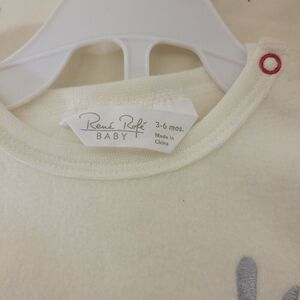 René Rofé
BABY
3-6 mos.
Made in
China